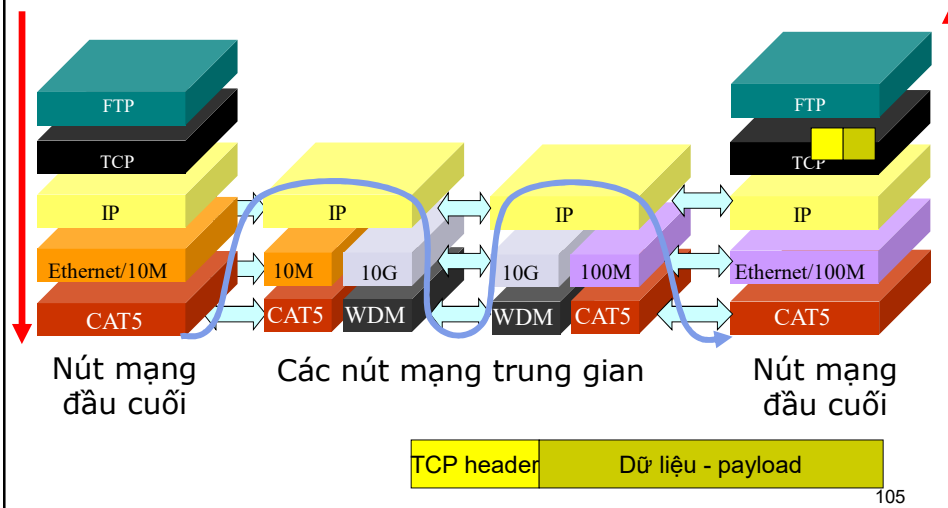 FTP
FTP
TCP
TCP
IP
IP
IP
IP
Ethernet/10M
10M
10G
10G
100M
Ethernet/100M
CAT5
CAT5
WDM
WDM
CAT5
CAT5
Nút mạng
đầu cuối
Các nút mạng trung gian
Nút mạng
đầu cuối
TCP header
Dữ liệu - payload
105